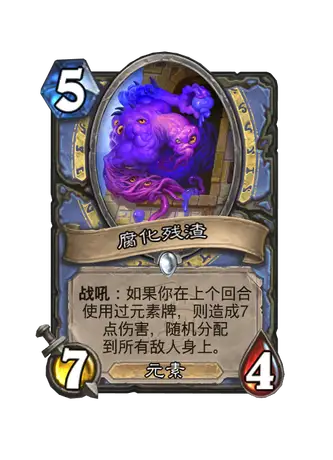 5
腐化残渣
战吼：如果你在上个回合
使用过元素牌，则造成7
点伤害，随机分配
到所有敌人身上。
7
元素
4